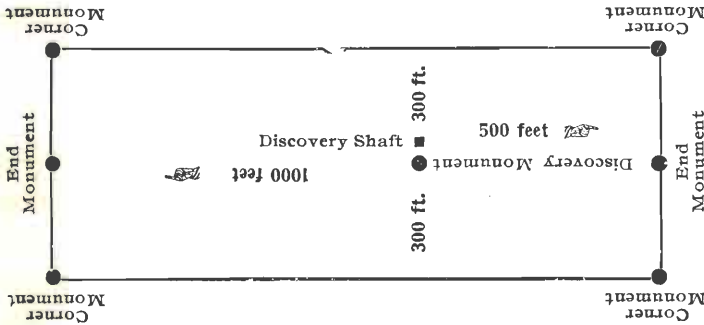 Corner
Monument
Corner
Monument
300 ft.
500 feet
Discovery Shaft
End
Monument
Discovery Monument
1000 feet
End
Monument
300 ft.
Corner
Monument
Corner
Monument